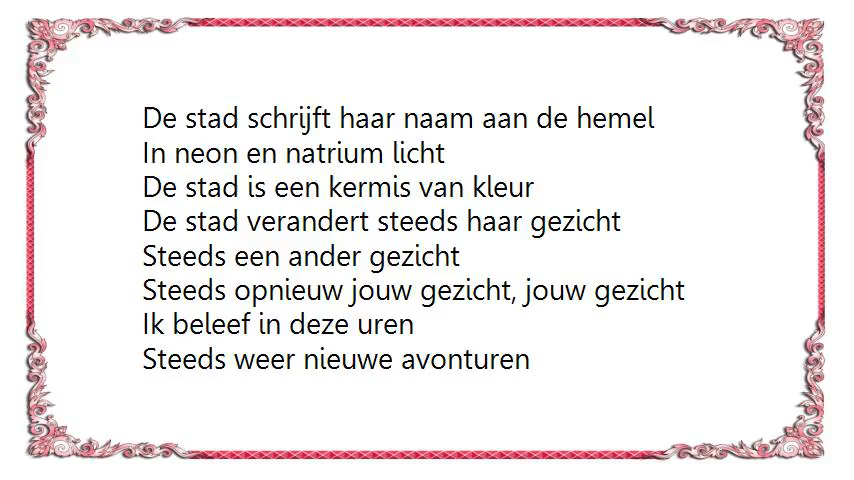 De stad schrijft haar naam aan de hemel
In neon en natrium licht
De stad is een kermis van kleur
De stad verandert steeds haar gezicht
Steeds een ander gezicht
Steeds opnieuw jouw gezicht, jouw gezicht
Ik beleef in deze uren
Steeds weer nieuwe avonturen